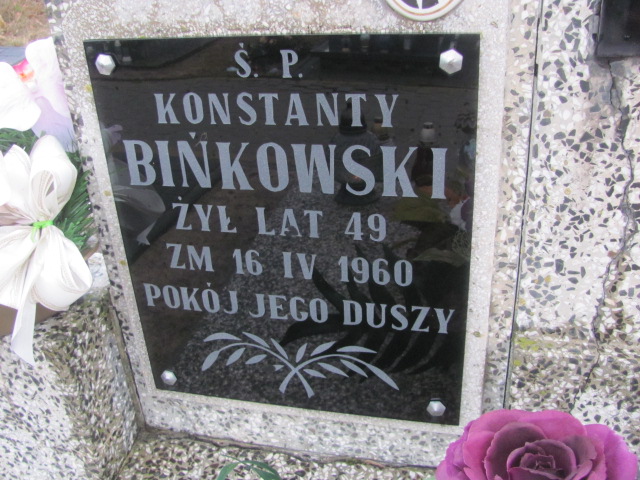 Ś. P.
KONSTANTY
BIŃKOWSKI
ŻYŁ LAT 49
ZM 16 IV 1960
POKÓJ JEGO DUSZY